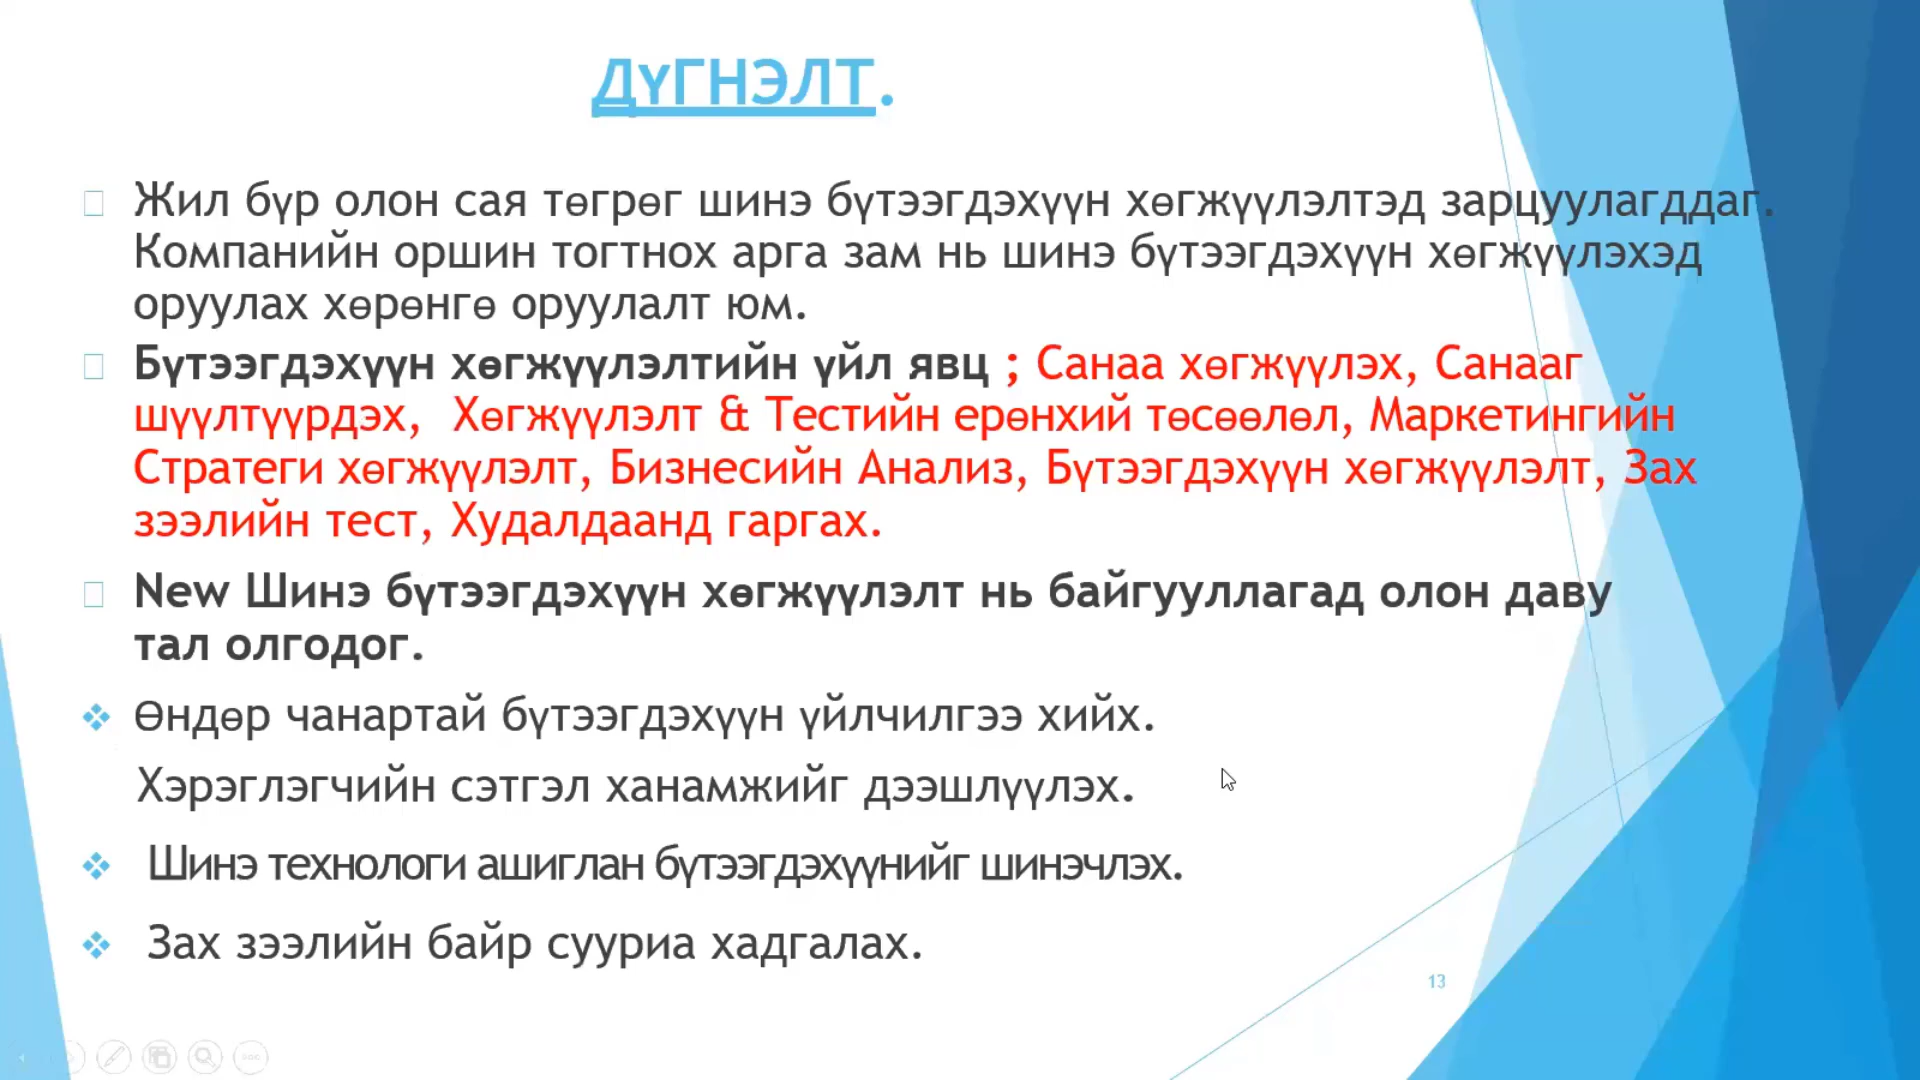 ДҮГНЭЛТ.
Жил бүр олон сая төгрөг шинэ бүтээгдэхүүн хөгжүүлэлтэд зарцуулагддаг.
Компанийн оршин тогтнох арга зам нь шинэ бүтээгдэхүүн хөгжүүлэхэд
оруулах хөрөнгө оруулалт юм.
Бүтээгдэхүүн хөгжүүлэлтийн үйл явц ; Санаа хөгжүүлэх, Санааг
шүүлтүүрдэх, Хөгжүүлэлт & Тестийн ерөнхий төсөөлөл, Маркетингийн
Стратеги хөгжүүлэлт, Бизнесийн Анализ, Бүтээгдэхүүн хөгжүүлэлт, Зах
зээлийн тест, Худалдаанд гаргах.
New Шинэ бүтээгдэхүүн хөгжүүлэлт нь байгууллагад олон даву
тал олгодог.
Өндөр чанартай бүтээгдэхүүн үйлчилгээ хийх.
Хэрэглэгчийн сэтгэл ханамжийг дээшлүүлэх.
Шинэ технологи ашиглан бүтээгдэхүүнийг шинэчлэх.
Зах зээлийн байр сууриа хадгалах.
13